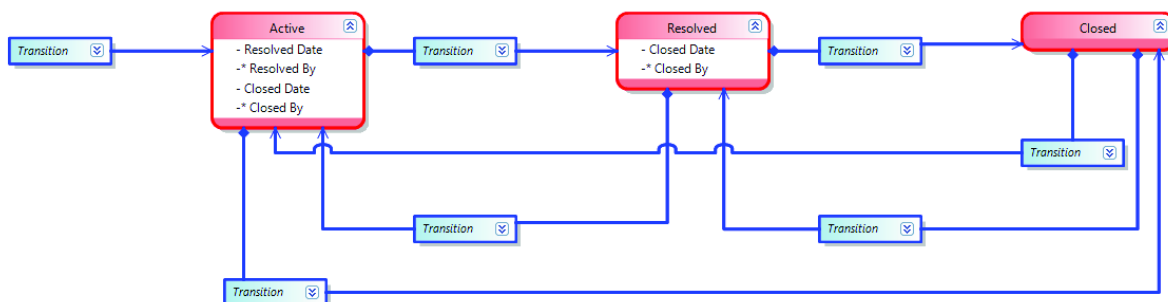 Active
Resolved
Closed
Transition
- Resolved Date
-* Resolved By
- Closed Date
-* Closed By
Transition
- Closed Date
-* Closed By
Transition
Transition
Transition
Transition
Transition